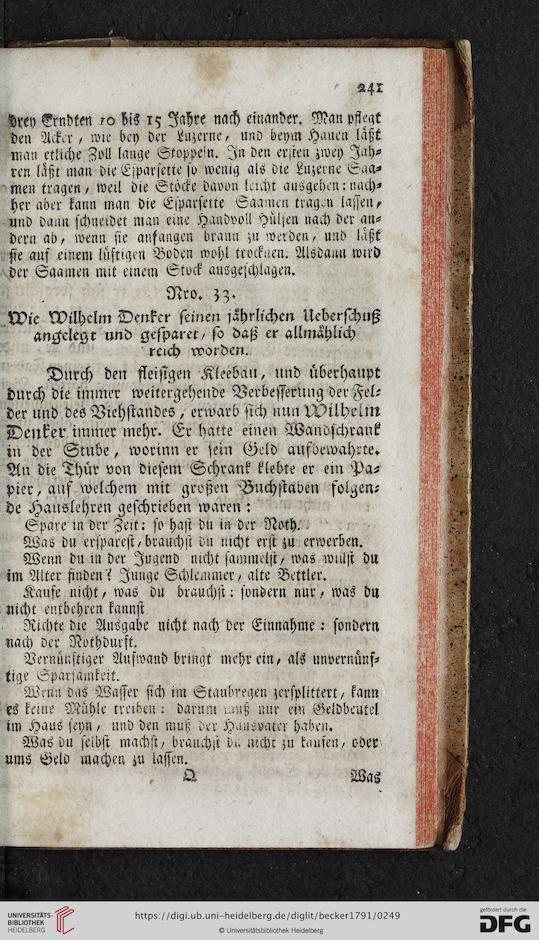 241
drey Erndten 10 bis 15 Jahre nach einander. Man pflegt
den Acker, wie bey der Luzerne, und beym Hauen läßt
man etliche Zoll lange Stoppeln. In den ersten zwey Jah-
ren läßt man die Esparsette so wenig als die Luzerne Saa-
men tragen, weil die Stöcke davon leicht ausgehen: nach-
her aber kann man die Esparsette Saamen tragen lassen,
und dann schneidet man eine Handvoll Hülsen nach der an-
dern ab, wenn sie anfangen braun zu werden, und läßt
sie auf einem lüftigen Boden wohl trocknen. Alsdann wird
der Saamen mit einem Stock ausgeschlagen.
Nro. 33.
Wie Wilhelm Denker seinen jährlichen Ueberschuß
angelegt und gesparet, so daß er allmählich
reich worden.
Durch den fleisigen Kleebau, und überhaupt
durch die immer weitergehende Verbesserung der Fel-
der und des Viehstandes, erwarb sich nun Wilhelm
Denker immer mehr. Er hatte einen Wandschrank
in der Stube, worinn er sein Geld aufbewahrte.
An die Thür von diesem Schrank klebte er ein Pa-
pier, auf welchem mit großen Buchstaben folgen-
de Hauslehren geschrieben waren:
Spare in der Zeit: so hast du in der Noth.
Was du ersparest, brauchst du nicht erst zu erwerben.
Wenn du in der Jugend nicht sammelst, was willst du
im Alter finden? Junge Schlemmer, alte Bettler.
Kaufe nicht, was du brauchst: sondern nur, was du
nicht entbehren kannst
Richte die Ausgabe nicht nach der Einnahme: sondern
nach der Nothdurft.
Vernünftiger Aufwand bringt mehr ein, als unvernünf-
tige Sparsamkeit.
Wenn das Wasser sich im Staubregen zersplittert, kann
es keine Mühle treiben: darum muß nur ein Geldbeutel
im Haus seyn, und den muß der Hausvater haben.
Was du selbst machst, brauchst du nicht zu kaufen, oder
ums Geld machen zu lassen.
Q Was
UNIVERSITÄTS-
BIBLIOTHEK
HEIDELBERG
https://digi.ub.uni-heidelberg.de/diglit/becker1791/0249
© Universitätsbibliothek Heidelberg
gefördert durch die
DFG